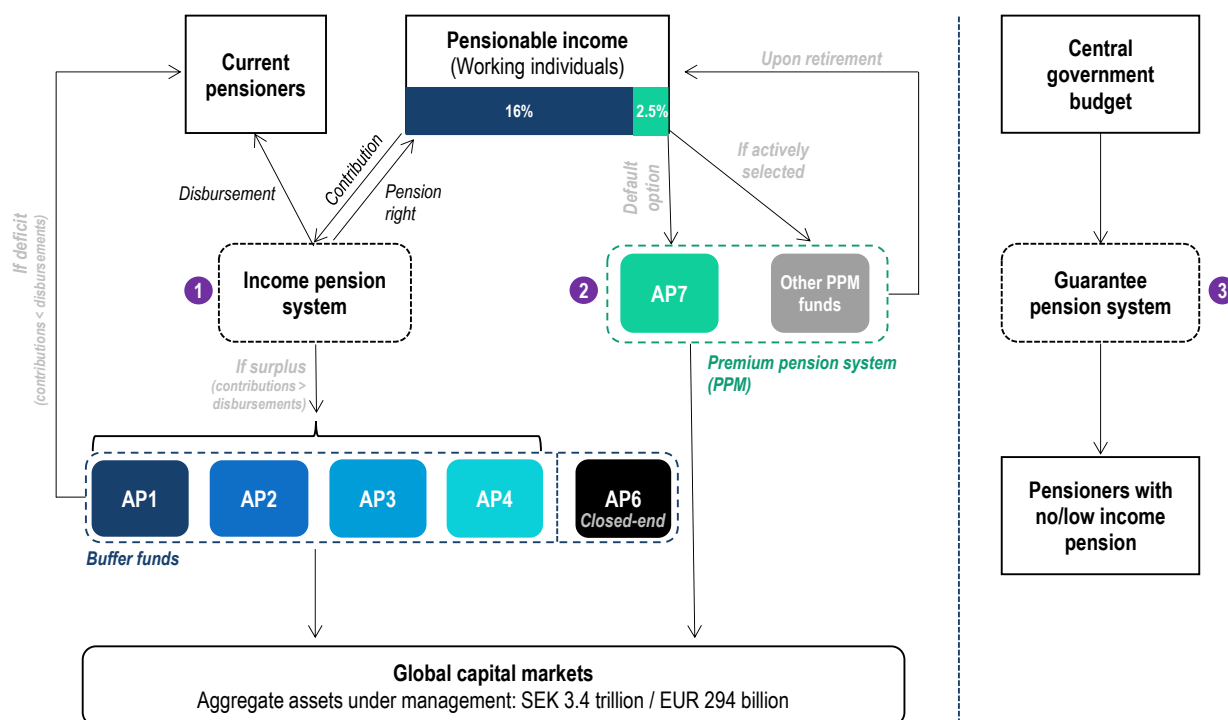 Current
pensioners
Pensionable income
(Working individuals)
16%
2.5%
Upon retirement
Central
government
budget
Disbursement
Contribution
Pension
right
Default
option
If actively
selected
If deficit
(contributions < disbursements)
1
Income pension
system
2
AP7
Other PPM
funds
Guarantee
pension system
3
If surplus
(contributions >
disbursements)
Premium pension system
(PPM)
AP1
AP2
AP3
AP4
AP6
Closed-end
Buffer funds
Pensioners with
no/low income
pension
Global capital markets
Aggregate assets under management: SEK 3.4 trillion / EUR 294 billion